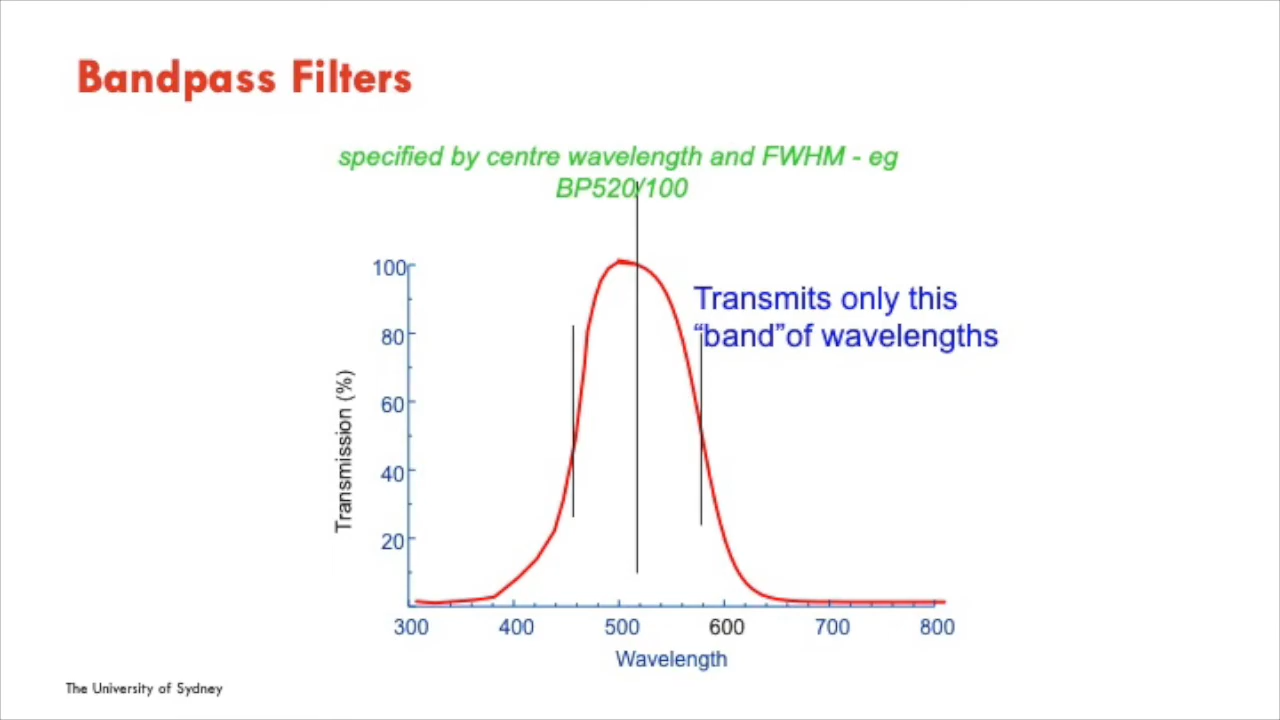 Bandpass Filters
specified by centre wavelength and FWHM - eg
BP520/100
Transmits only this
“band”of wavelengths
100
80
60
40
20
Transmission (%)
300 400 500 600 700 800
Wavelength
The University of Sydney